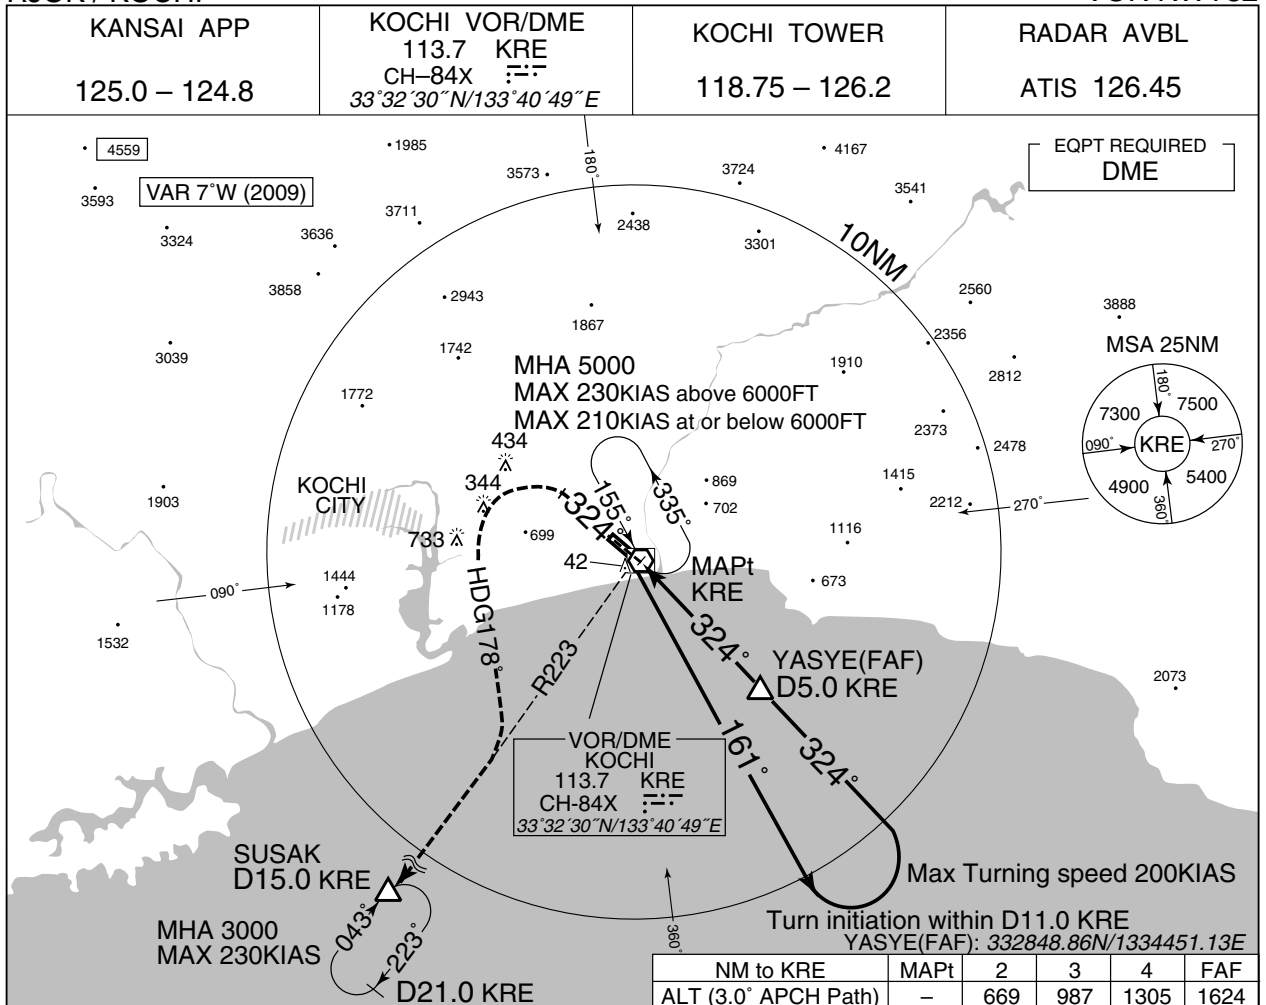 KANSAI APP
125.0 – 124.8
KOCHI VOR/DME
113.7 KRE
CH–84X
33°32´30˝N/133°40´49˝E
KOCHI TOWER
118.75 – 126.2
RADAR AVBL
ATIS 126.45
4559
1985
3573
180°
3724
4167
EQPT REQUIRED
DME
3593
VAR 7°W (2009)
3541
3711
2438
3324
3636
3301
10NM
3858
2943
2560
3888
1867
2356
MSA 25NM
3039
1742
1910
2812
MHA 5000
MAX 230KIAS above 6000FT
MAX 210KIAS at or below 6000FT
1772
180°
7300
7500
090°
KRE
270°
4900
5400
360°
2373
2478
434
344
KOCHI
CITY
155°
335°
869
1415
1903
702
2212
270°
324°
733
699
1116
42
MAPt
KRE
673
090°
1444
1178
HDG178°
1532
R223
324°
YASYE(FAF)
D5.0 KRE
2073
161°
324°
VOR/DME
KOCHI
113.7 KRE
CH-84X
33°32´30˝N/133°40´49˝E
SUSAK
D15.0 KRE
Max Turning speed 200KIAS
MHA 3000
MAX 230KIAS
043°
223°
360°
Turn initiation within D11.0 KRE
YASYE(FAF): 332848.86N/1334451.13E
D21.0 KRE
NM to KRE MAPt 2 3 4 FAF
ALT (3.0° APCH Path) – 669 987 1305 1624